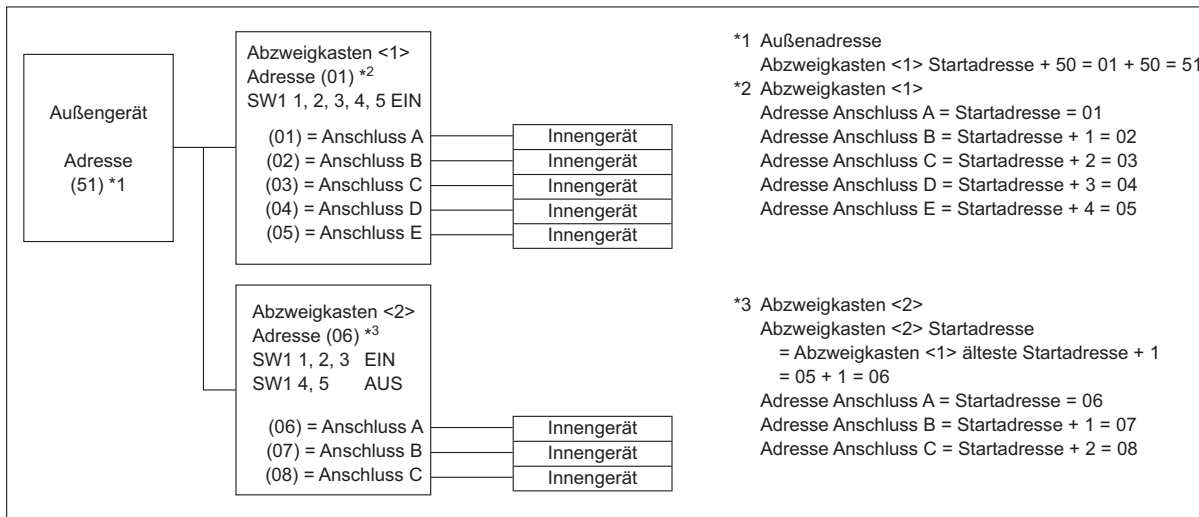 Außengerät
Adresse
(51) *1
Abzweigkasten <1>
Adresse (01) *2
SW1 1, 2, 3, 4, 5 EIN
(01) = Anschluss A
(02) = Anschluss B
(03) = Anschluss C
(04) = Anschluss D
(05) = Anschluss E
Innengerät
Innengerät
Innengerät
Innengerät
Innengerät
Abzweigkasten <2>
Adresse (06) *3
SW1 1, 2, 3 EIN
SW1 4, 5 AUS
(06) = Anschluss A
(07) = Anschluss B
(08) = Anschluss C
Innengerät
Innengerät
Innengerät
*1 Außenadresse
Abzweigkasten <1> Startadresse + 50 = 01 + 50 = 51
*2 Abzweigkasten <1>
Adresse Anschluss A = Startadresse = 01
Adresse Anschluss B = Startadresse + 1 = 02
Adresse Anschluss C = Startadresse + 2 = 03
Adresse Anschluss D = Startadresse + 3 = 04
Adresse Anschluss E = Startadresse + 4 = 05
*3 Abzweigkasten <2>
Abzweigkasten <2> Startadresse
= Abzweigkasten <1> älteste Startadresse + 1
= 05 + 1 = 06
Adresse Anschluss A = Startadresse = 06
Adresse Anschluss B = Startadresse + 1 = 07
Adresse Anschluss C = Startadresse + 2 = 08